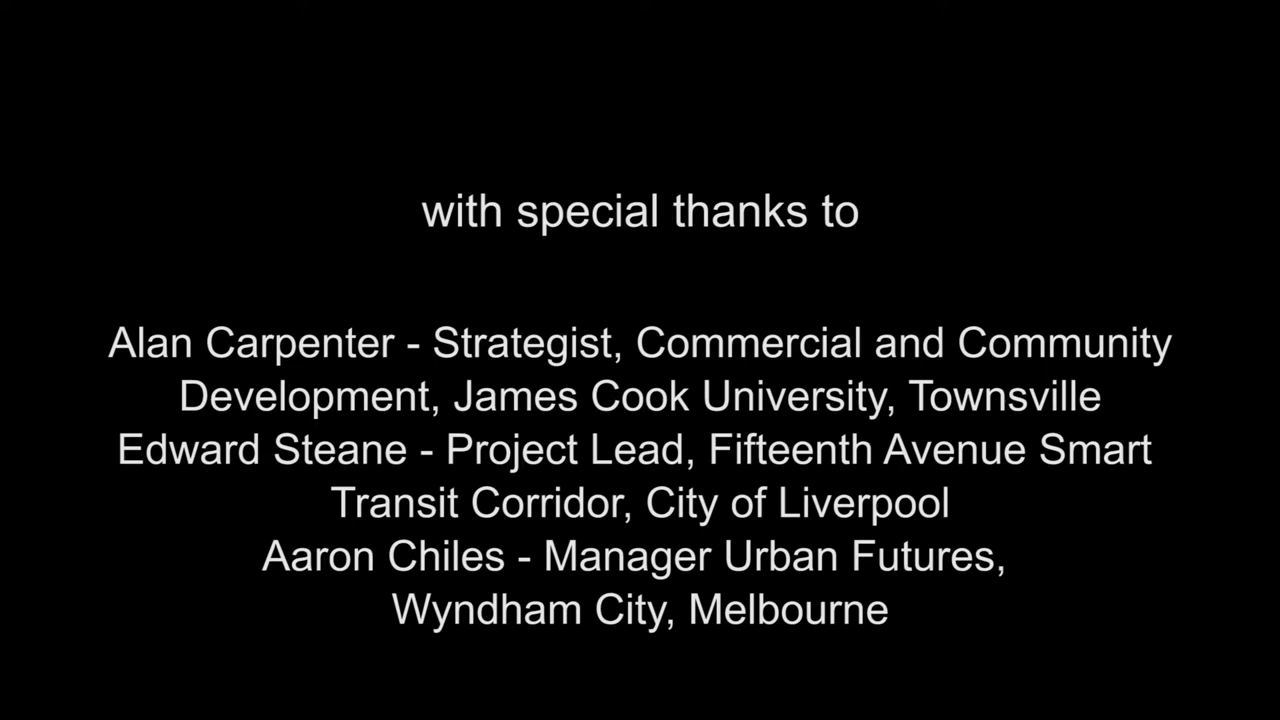 with special thanks to
Alan Carpenter - Strategist, Commercial and Community
Development, James Cook University, Townsville
Edward Steane - Project Lead, Fifteenth Avenue Smart
Transit Corridor, City of Liverpool
Aaron Chiles - Manager Urban Futures,
Wyndham City, Melbourne